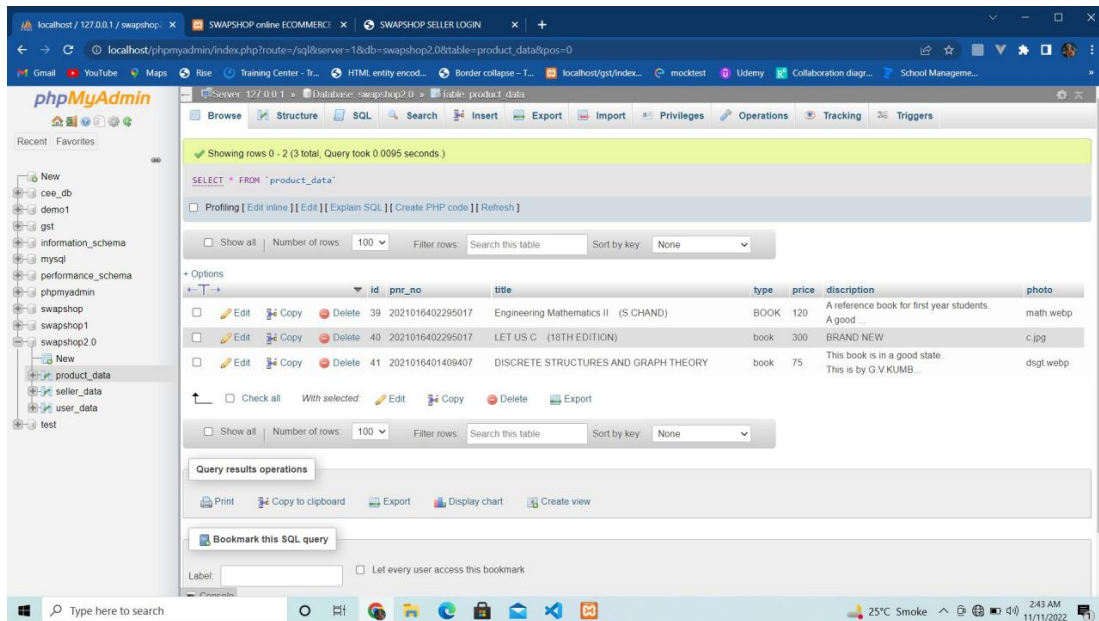 localhost / 127.0.0.1 / swapshop2
SWAPSHOP online ECOMMERCE
SWAPSHOP SELLER LOGIN
localhost/phpmyadmin/index.php?route=/sql&server=1&db=swapshop2.0&table=product_data&pos=0
Gmail YouTube Maps Rise Training Center - Tr... HTML entity encod... Border collapse – T... localhost/gst/index... mocktest Udemy Collaboration diagr... School Manageme...
phpMyAdmin
Recent Favorites
New
cee_db
demo1
gst
information_schema
mysql
performance_schema
phpmyadmin
swapshop
swapshop1
swapshop2.0
New
product_data
seller_data
user_data
test
Server: 127.0.0.1 » Database: swapshop2.0 » Table: product_data
Browse Structure SQL Search Insert Export Import Privileges Operations Tracking Triggers
Showing rows 0 - 2 (3 total, Query took 0.0095 seconds.)
SELECT * FROM `product_data`
Profiling [ Edit inline ] [ Edit ] [ Explain SQL ] [ Create PHP code ] [ Refresh ]
Show all | Number of rows: 100 Filter rows: Search this table Sort by key: None
+ Options
id pnr_no title type price discription photo
Edit Copy Delete 39 2021016402295017 Engineering Mathematics II (S.CHAND) BOOK 120 A reference book for first year students. A good ... math.webp
Edit Copy Delete 40 2021016402295017 LET US C (18TH EDITION) book 300 BRAND NEW c.jpg
Edit Copy Delete 41 2021016401409407 DISCRETE STRUCTURES AND GRAPH THEORY book 75 This book is in a good state. This is by G.V.KUMB... dsgt.webp
Check all With selected: Edit Copy Delete Export
Show all | Number of rows: 100 Filter rows: Search this table Sort by key: None
Query results operations
Print Copy to clipboard Export Display chart Create view
Bookmark this SQL query
Label: Let every user access this bookmark
Console
Type here to search
25°C Smoke
2:43 AM
11/11/2022